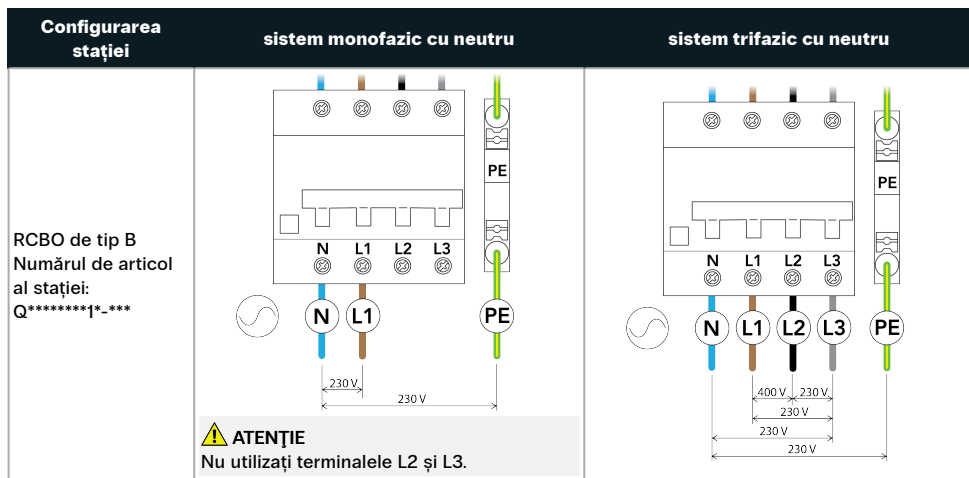 Configurarea
stației
sistem monofazic cu neutru
sistem trifazic cu neutru
RCBO de tip B
Numărul de articol
al stației:
Q********1*-***
PE
N L1 L2 L3
N L1 PE
230 V
230 V
ATENŢIE
Nu utilizați terminalele L2 și L3.
PE
N L1 L2 L3
N L1 L2 L3 PE
400 V 230 V
230 V
230 V
230 V